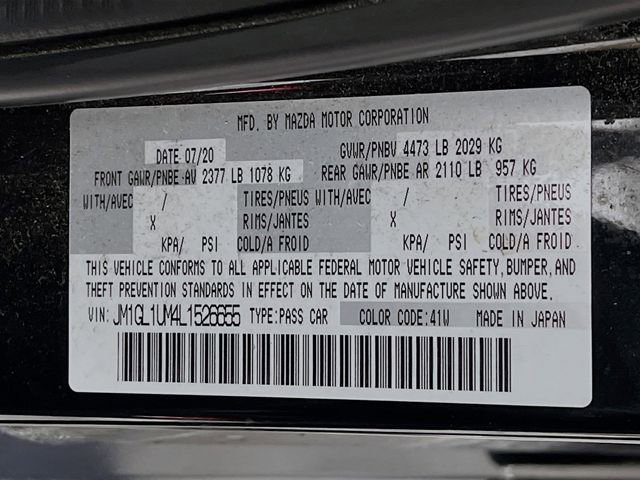 MFD. BY MAZDA MOTOR CORPORATION
DATE 07/20 GVWR/PNBV 4473 LB 2029 KG
FRONT GAWR/PNBE AV 2377 LB 1078 KG REAR GAWR/PNBE AR 2110 LB 957 KG
WITH/AVEC / TIRES/PNEUS WITH/AVEC / TIRES/PNEUS
X RIMS/JANTES X RIMS/JANTES
KPA/ PSI COLD/A FROID KPA/ PSI COLD/A FROID
THIS VEHICLE CONFORMS TO ALL APPLICABLE FEDERAL MOTOR VEHICLE SAFETY, BUMPER, AND
THEFT PREVENTION STANDARDS IN EFFECT ON THE DATE OF MANUFACTURE SHOWN ABOVE.
VIN: JM1GL1UM4L1526655 TYPE:PASS CAR COLOR CODE:41W MADE IN JAPAN